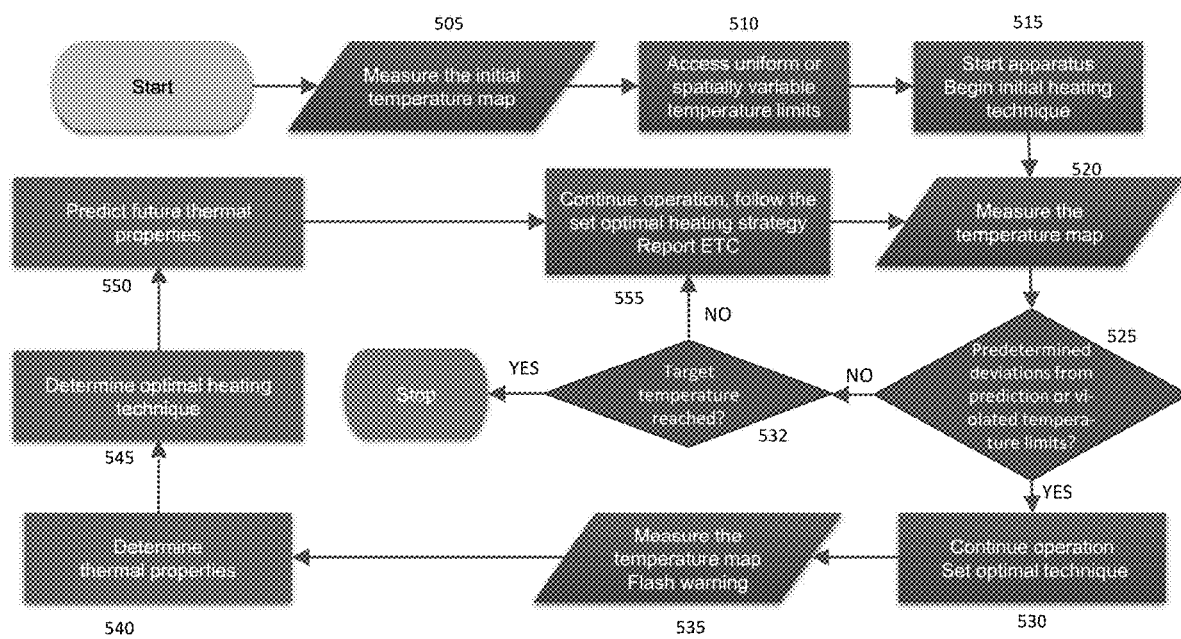 505
510
515
Start
Measure the initial
temperature map
Access uniform or
spatially variable
temperature limits
Start apparatus
Begin initial heating
technique
520
Predict future thermal
properties
Continue operation, follow the
set optimal heating strategy
Report ETC
Measure the
temperature map
550
555
NO
525
YES
Stop
Target
temperature
reached?
NO
Predetermined
deviations from
prediction or vi-
olated tempera-
ture limits?
532
Determine optimal heating
technique
545
YES
Determine
thermal properties
Measure the
temperature map
Flash warning
Continue operation
Set optimal technique
540
535
530